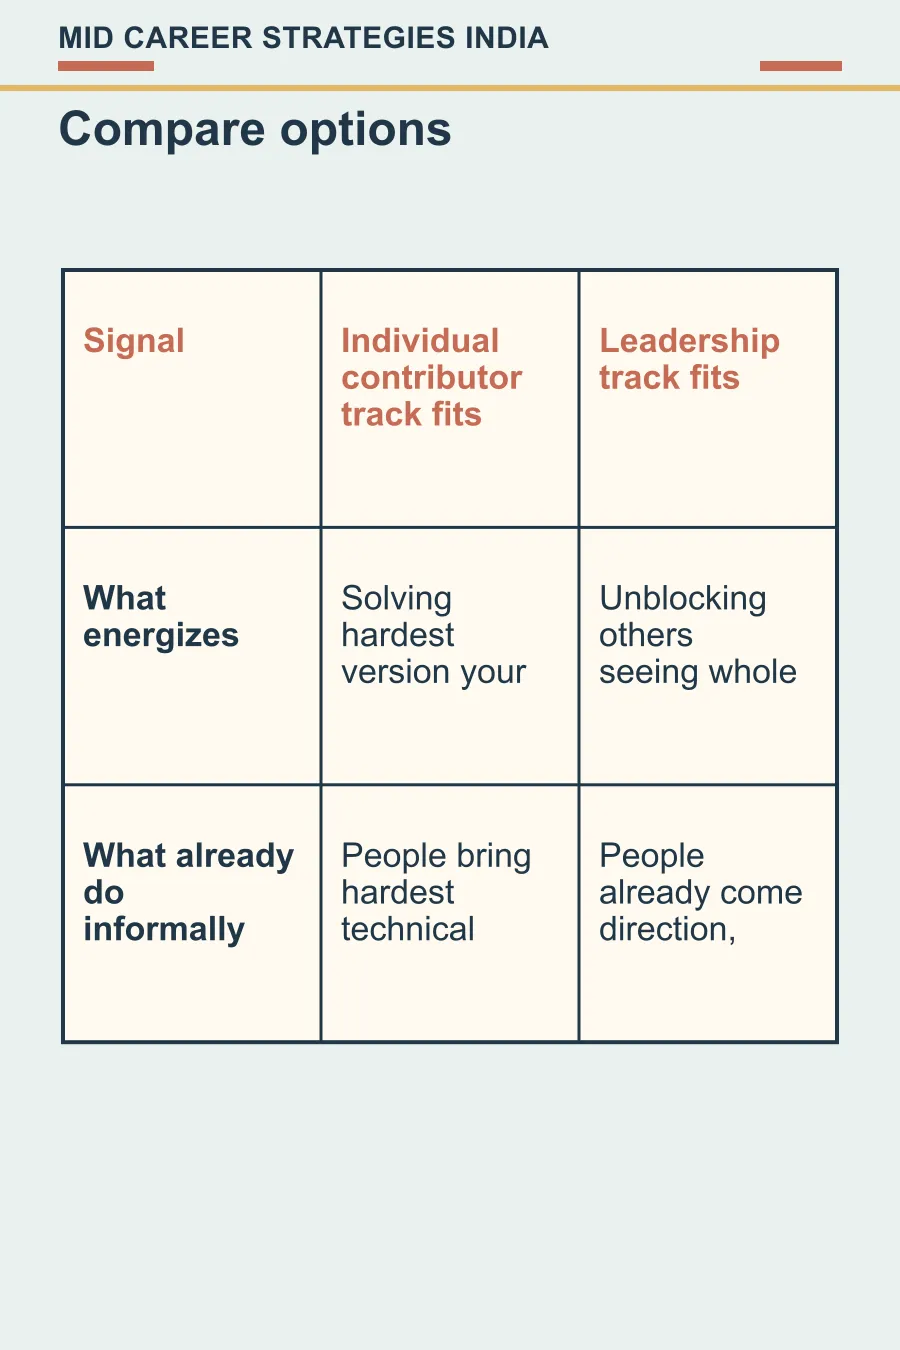 MID CAREER STRATEGIES INDIA
Compare options
Signal
Individual
contributor
track fits
Leadership
track fits
What
energizes
Solving
hardest
version your
Unblocking
others
seeing whole
What already
do
informally
People bring
hardest
technical
People
already come
direction,